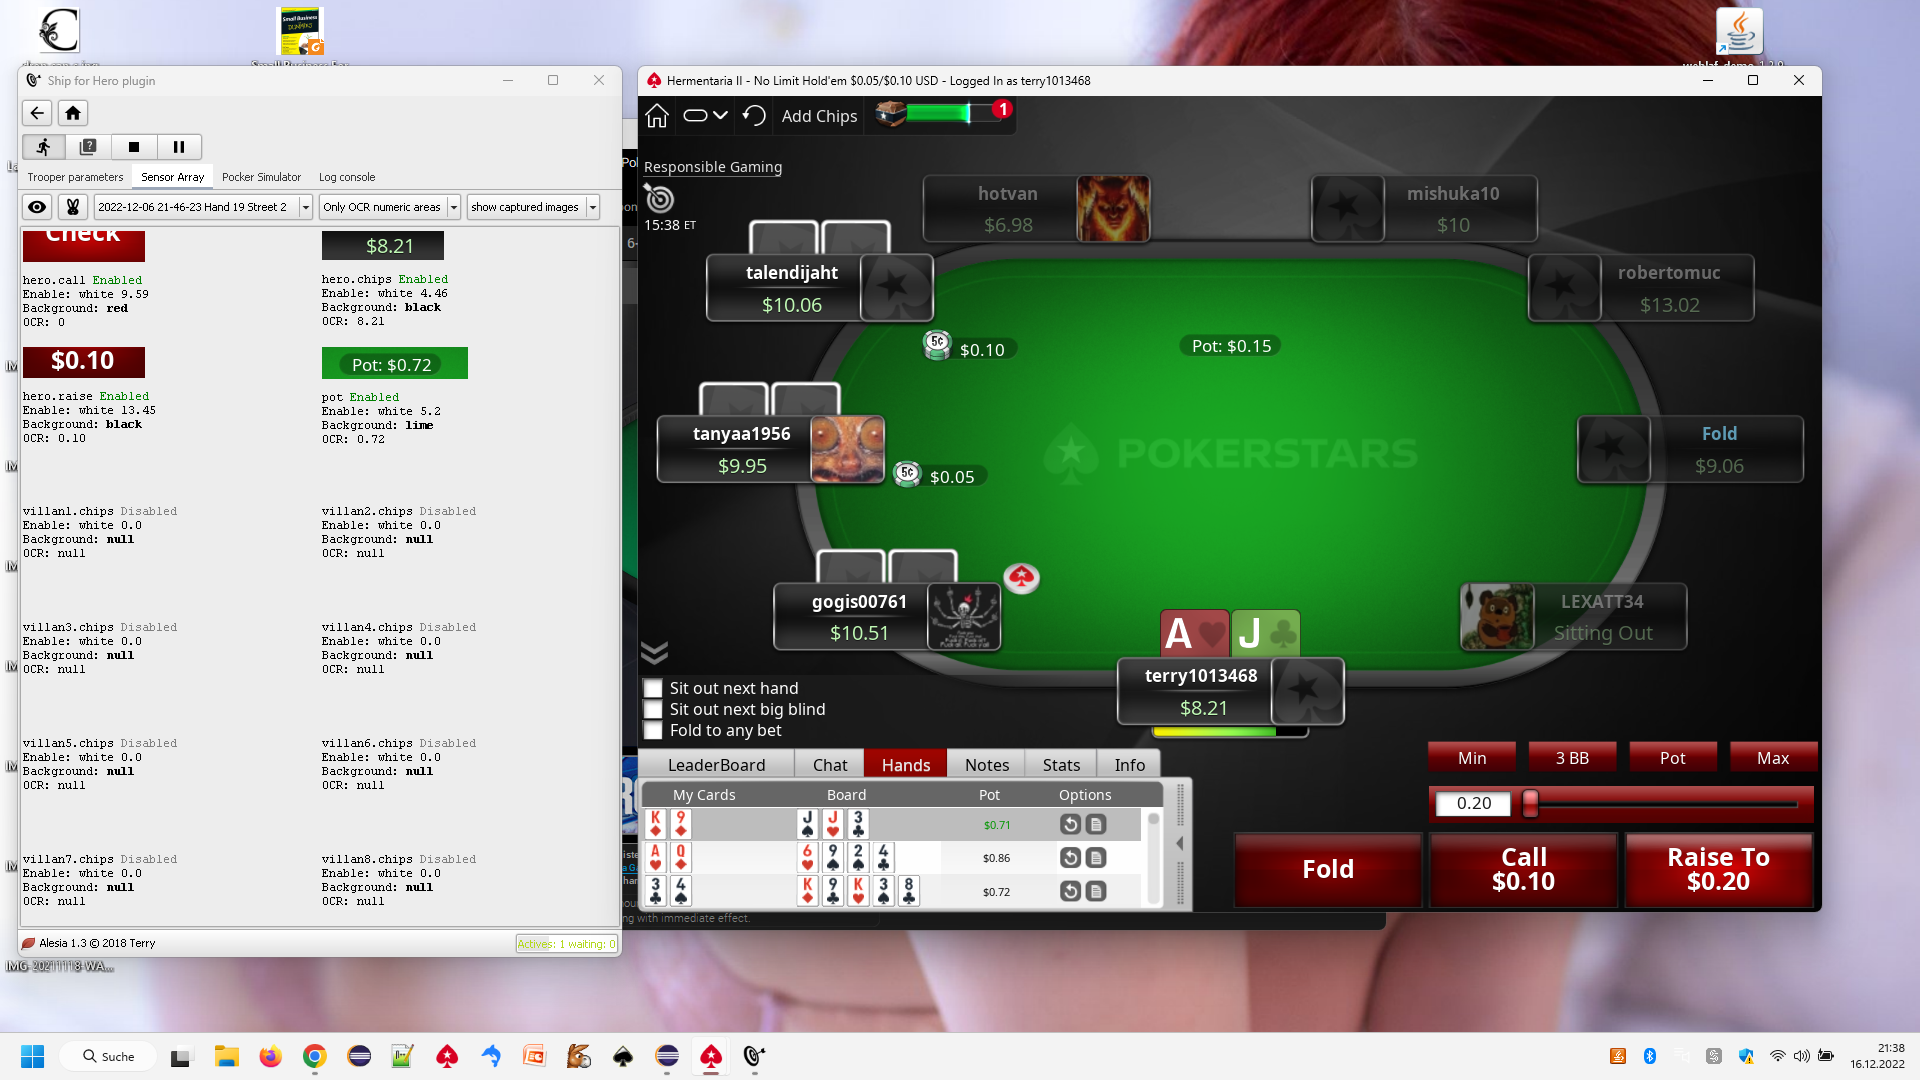 Ship for Hero plugin
Trooper parameters
Sensor Array
Pocker Simulator
Log console
2022-12-06 21-46-23 Hand 19 Street 2
Only OCR numeric areas
show captured images
Check
$8.21
hero.call Enabled
Enable: white 9.59
Background: red
OCR: 0
hero.chips Enabled
Enable: white 4.46
Background: black
OCR: 8.21
$0.10
Pot: $0.72
hero.raise Enabled
Enable: white 13.45
Background: black
OCR: 0.10
pot Enabled
Enable: white 5.2
Background: lime
OCR: 0.72
villan1.chips Disabled
Enable: white 0.0
Background: null
OCR: null
villan2.chips Disabled
Enable: white 0.0
Background: null
OCR: null
villan3.chips Disabled
Enable: white 0.0
Background: null
OCR: null
villan4.chips Disabled
Enable: white 0.0
Background: null
OCR: null
villan5.chips Disabled
Enable: white 0.0
Background: null
OCR: null
villan6.chips Disabled
Enable: white 0.0
Background: null
OCR: null
villan7.chips Disabled
Enable: white 0.0
Background: null
OCR: null
villan8.chips Disabled
Enable: white 0.0
Background: null
OCR: null
Alesia 1.3 © 2018 Terry
Actives: 1 waiting: 0
Hermentaria II - No Limit Hold'em $0.05/$0.10 USD - Logged In as terry1013468
Add Chips
1
Responsible Gaming
15:38 ET
hotvan
$6.98
mishuka10
$10
talendijaht
$10.06
robertomuc
$13.02
5¢ $0.10
Pot: $0.15
tanyaa1956
$9.95
5¢ $0.05
POKERSTARS
Fold
$9.06
gogis00761
$10.51
A J
LEXATT34
Sitting Out
terry1013468
$8.21
Sit out next hand
Sit out next big blind
Fold to any bet
LeaderBoard
Chat
Hands
Notes
Stats
Info
My Cards Board Pot Options
K 9 J J 3 $0.71
A Q 6 9 2 4 $0.86
3 4 K 9 K 3 8 $0.72
Min
3 BB
Pot
Max
0.20
Fold
Call
$0.10
Raise To
$0.20
ng with immediate effect.
Small Business
DUMMIES
Suche
21:38
16.12.2022